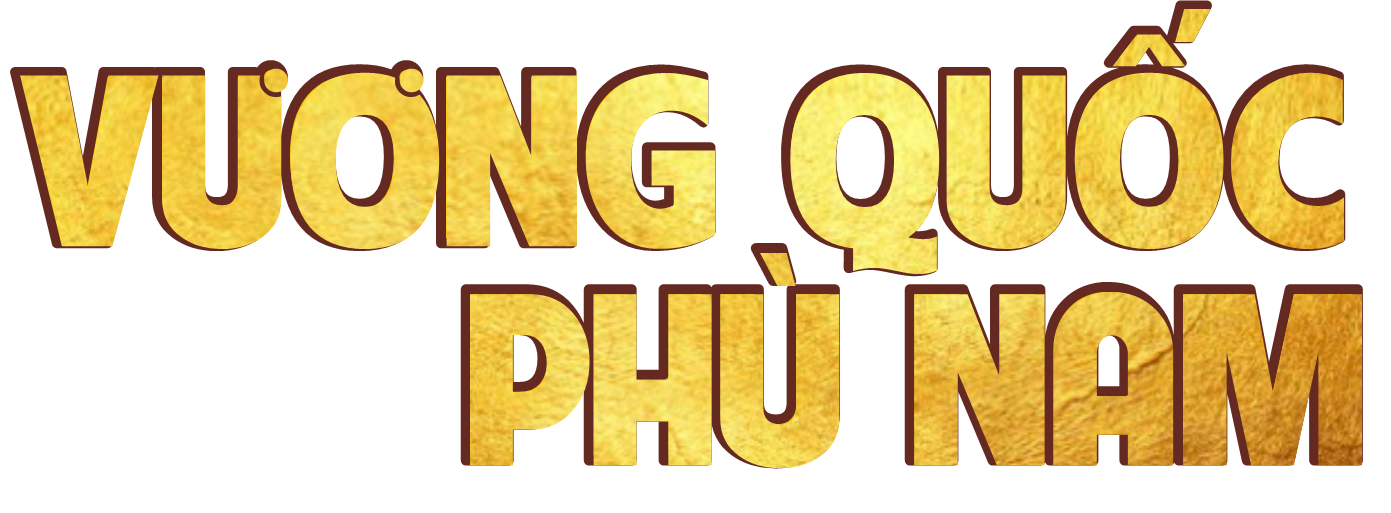 VƯƠNG QUỐC
PHÙ NAM